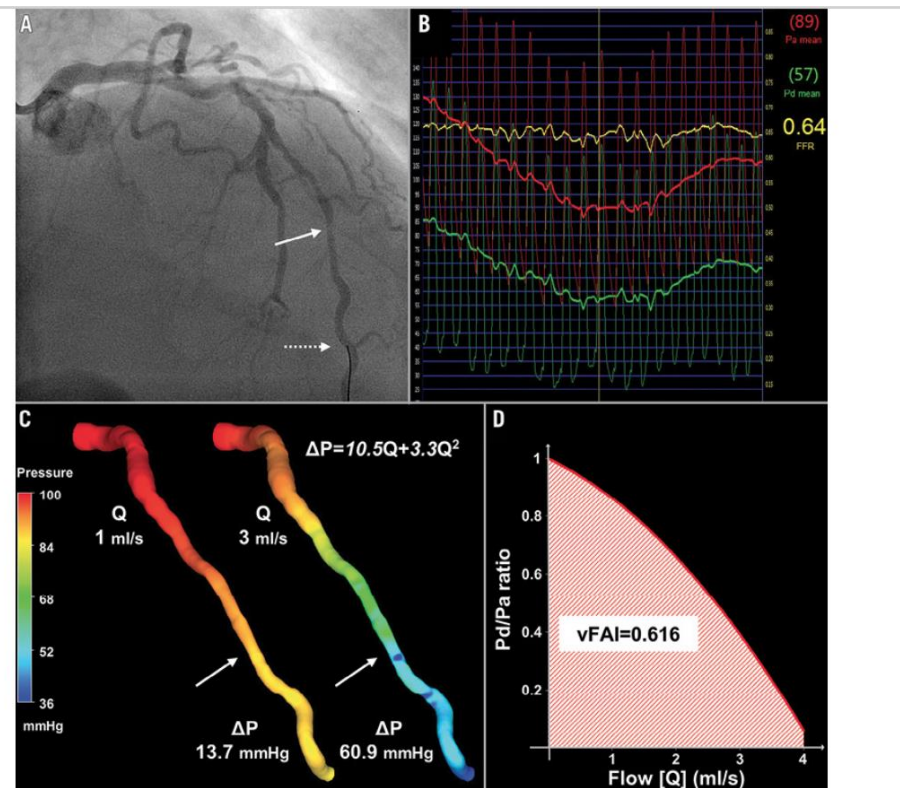 A
B
(89)
Pa mean
(57)
Pd mean
0.64
FFR
C
ΔP=10.5Q+3.3Q²
Pressure
100
84
68
52
36
mmHg
Q
1 ml/s
Q
3 ml/s
ΔP
13.7 mmHg
ΔP
60.9 mmHg
D
Pd/Pa ratio
1
0.8
0.6
0.4
0.2
vFAI=0.616
1
2
3
4
Flow [Q] (ml/s)